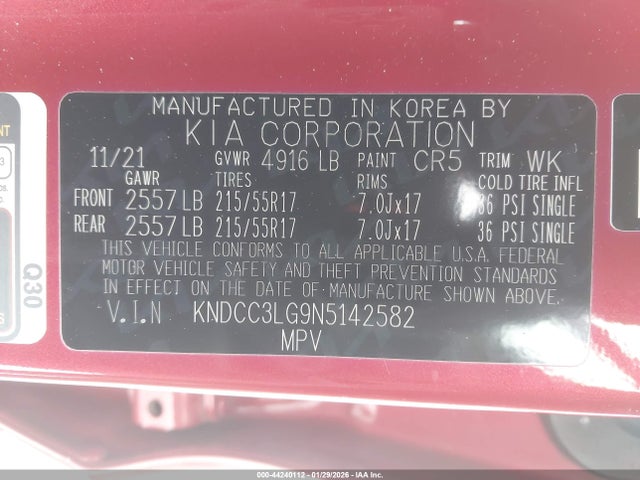 MANUFACTURED IN KOREA BY
KIA CORPORATION
11/21 GVWR 4916 LB PAINT CR5 TRIM WK
GAWR TIRES RIMS COLD TIRE INFL
FRONT 2557 LB 215/55R17 7.0Jx17 36 PSI SINGLE
REAR 2557 LB 215/55R17 7.0Jx17 36 PSI SINGLE
THIS VEHICLE CONFORMS TO ALL APPLICABLE U.S.A. FEDERAL
MOTOR VEHICLE SAFETY AND THEFT PREVENTION STANDARDS
IN EFFECT ON THE DATE OF MANUFACTURE SHOWN ABOVE.
V.I.N KNDCC3LG9N5142582
MPV
Q30
000-44240112 - 01/29/2026 - IAA Inc.